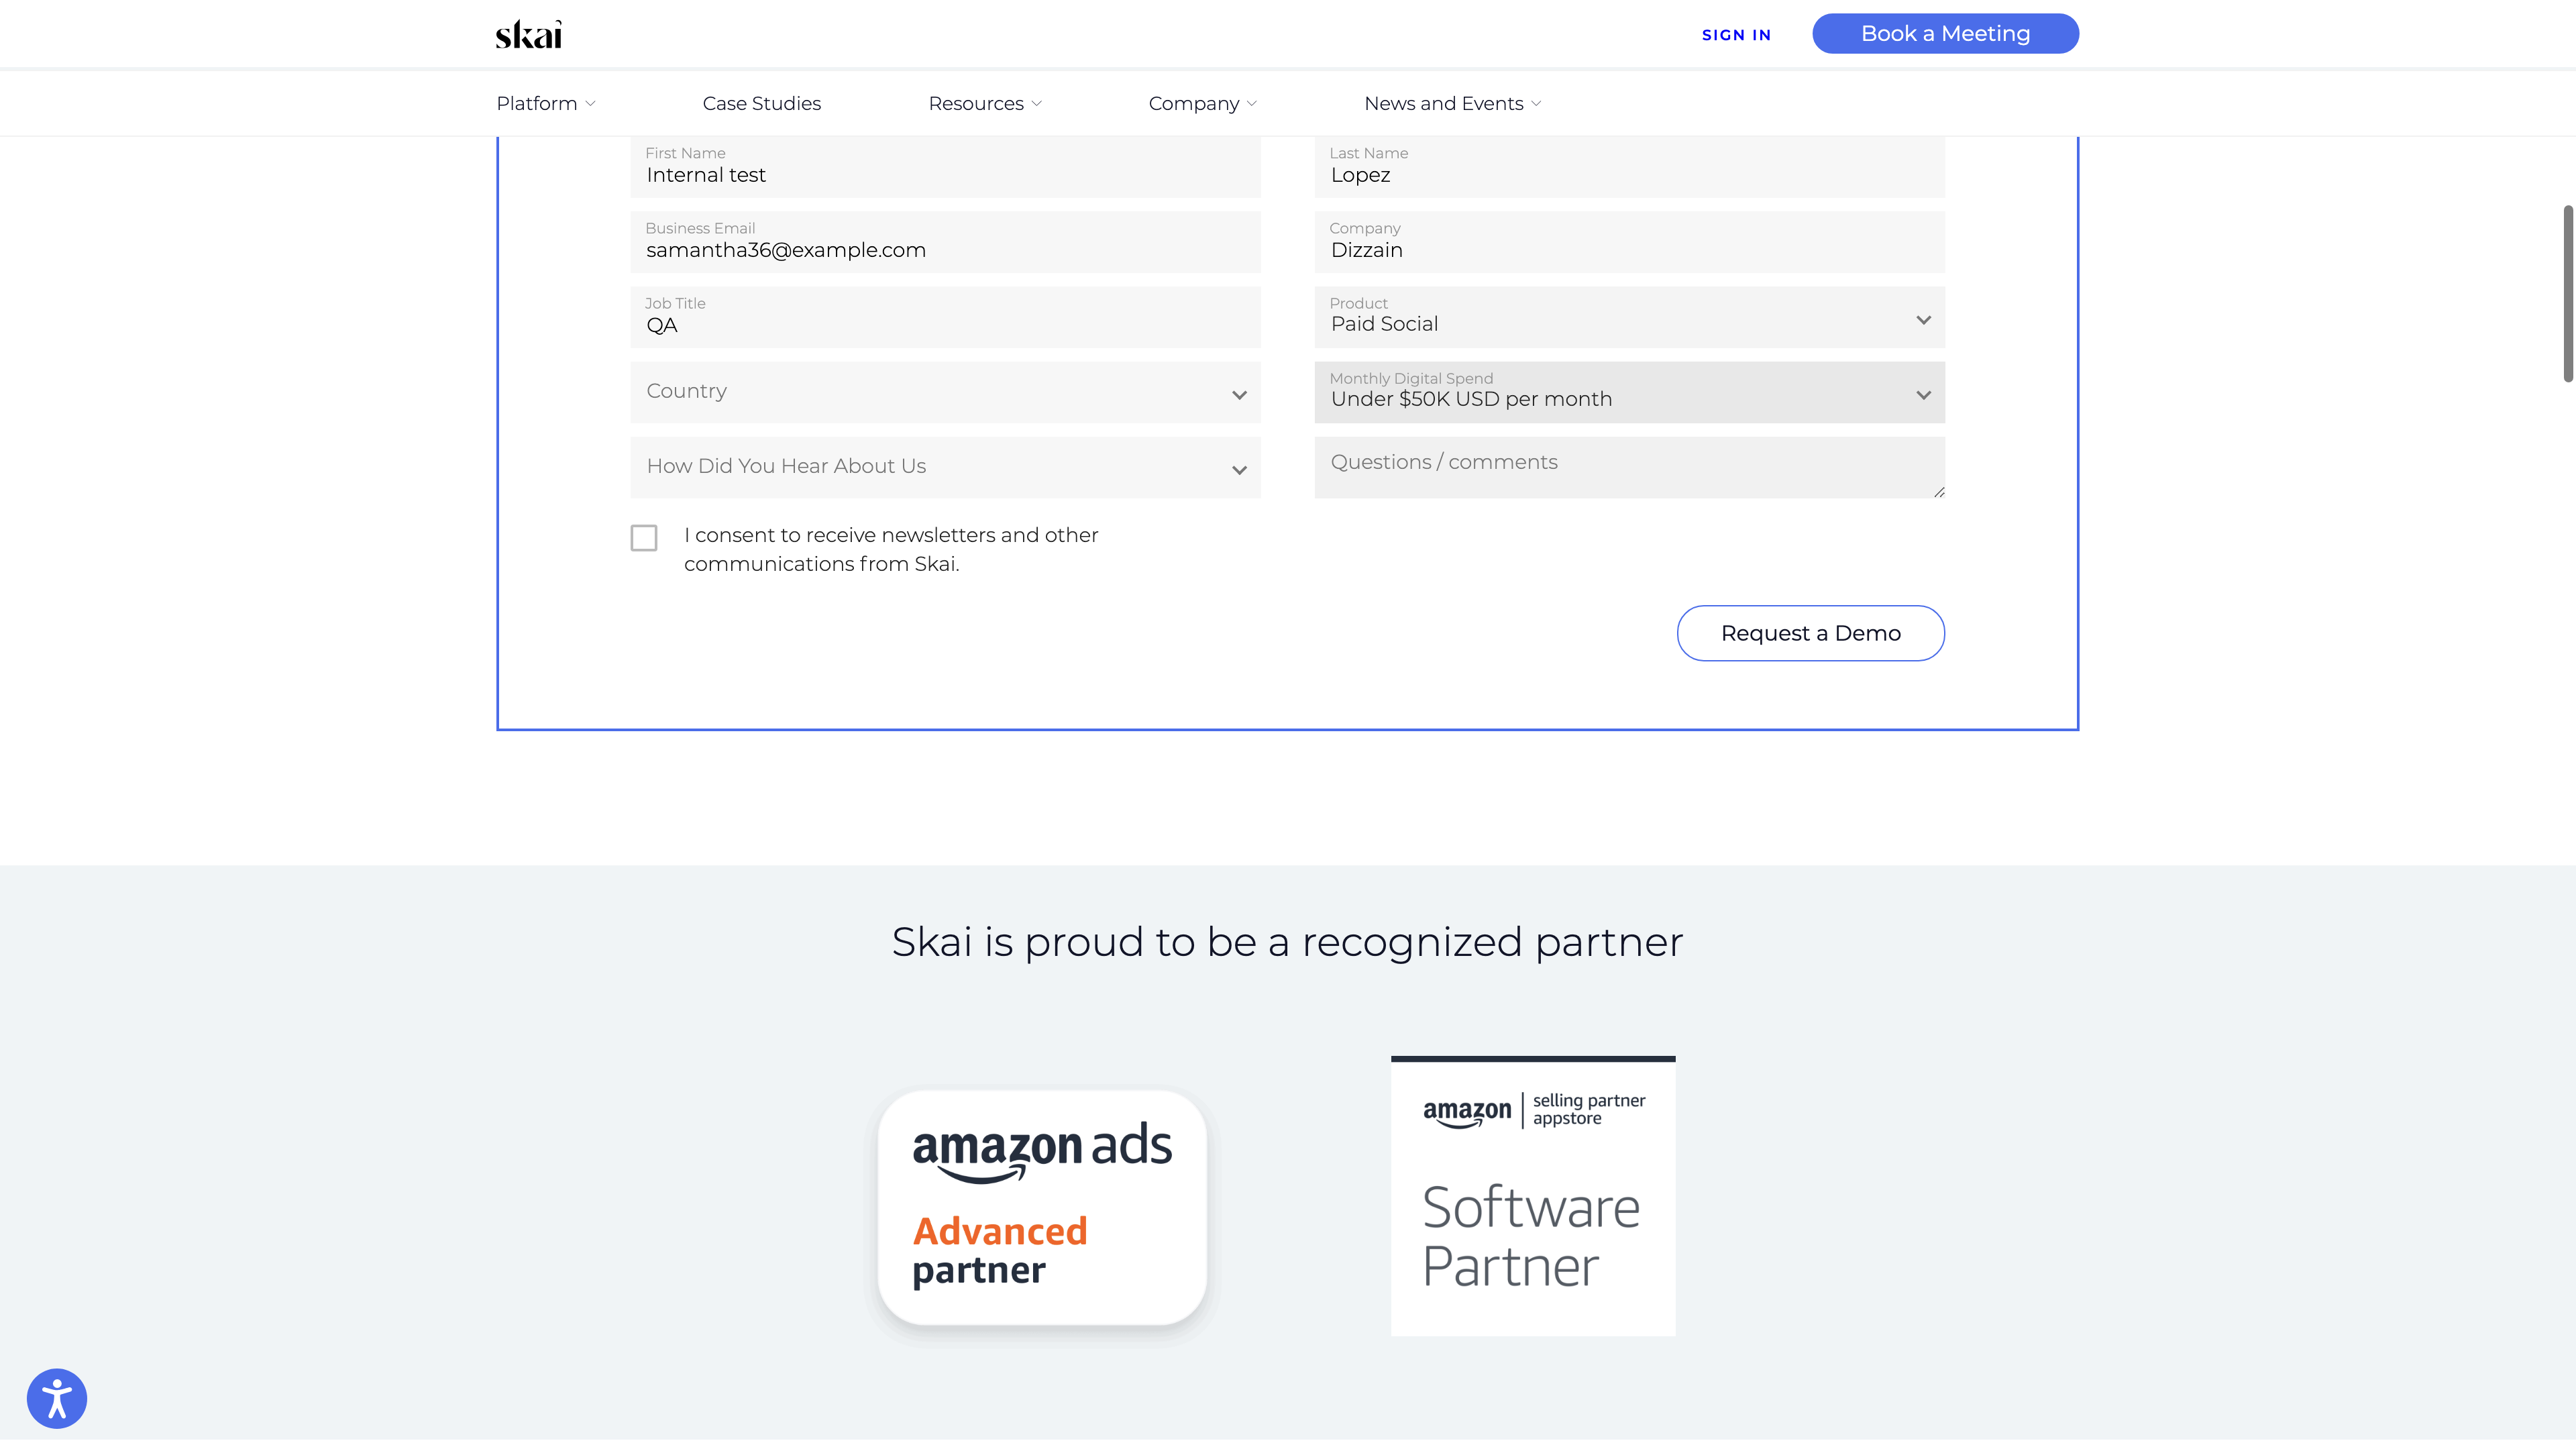 skai
SIGN IN
Book a Meeting
Platform
Case Studies
Resources
Company
News and Events
First Name
Internal test
Last Name
Lopez
Business Email
samantha36@example.com
Company
Dizzain
Job Title
QA
Product
Paid Social
Country
Monthly Digital Spend
Under $50K USD per month
How Did You Hear About Us
Questions / comments
I consent to receive newsletters and other
communications from Skai.
Request a Demo
Skai is proud to be a recognized partner
amazon ads
Advanced
partner
amazon
selling partner
appstore
Software
Partner